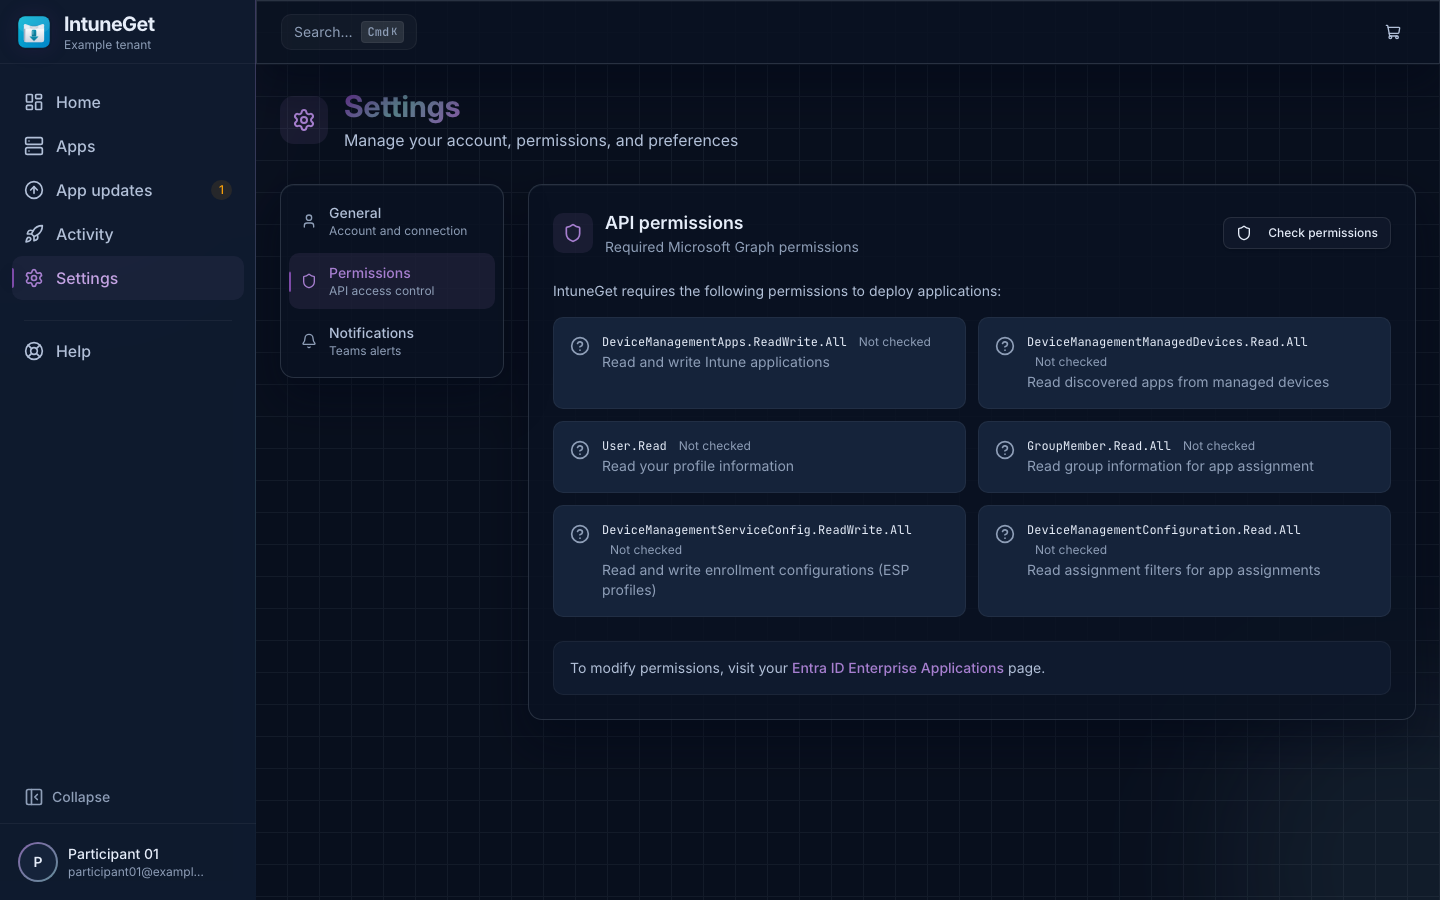 IntuneGet
Example tenant
Search...
Cmd K
Home
Apps
App updates
1
Activity
Settings
Help
Collapse
P
Participant 01
participant01@exampl...
Settings
Manage your account, permissions, and preferences
General
Account and connection
Permissions
API access control
Notifications
Teams alerts
API permissions
Required Microsoft Graph permissions
Check permissions
IntuneGet requires the following permissions to deploy applications:
DeviceManagementApps.ReadWrite.All Not checked
Read and write Intune applications
DeviceManagementManagedDevices.Read.All
Not checked
Read discovered apps from managed devices
User.Read Not checked
Read your profile information
GroupMember.Read.All Not checked
Read group information for app assignment
DeviceManagementServiceConfig.ReadWrite.All
Not checked
Read and write enrollment configurations (ESP
profiles)
DeviceManagementConfiguration.Read.All
Not checked
Read assignment filters for app assignments
To modify permissions, visit your Entra ID Enterprise Applications page.